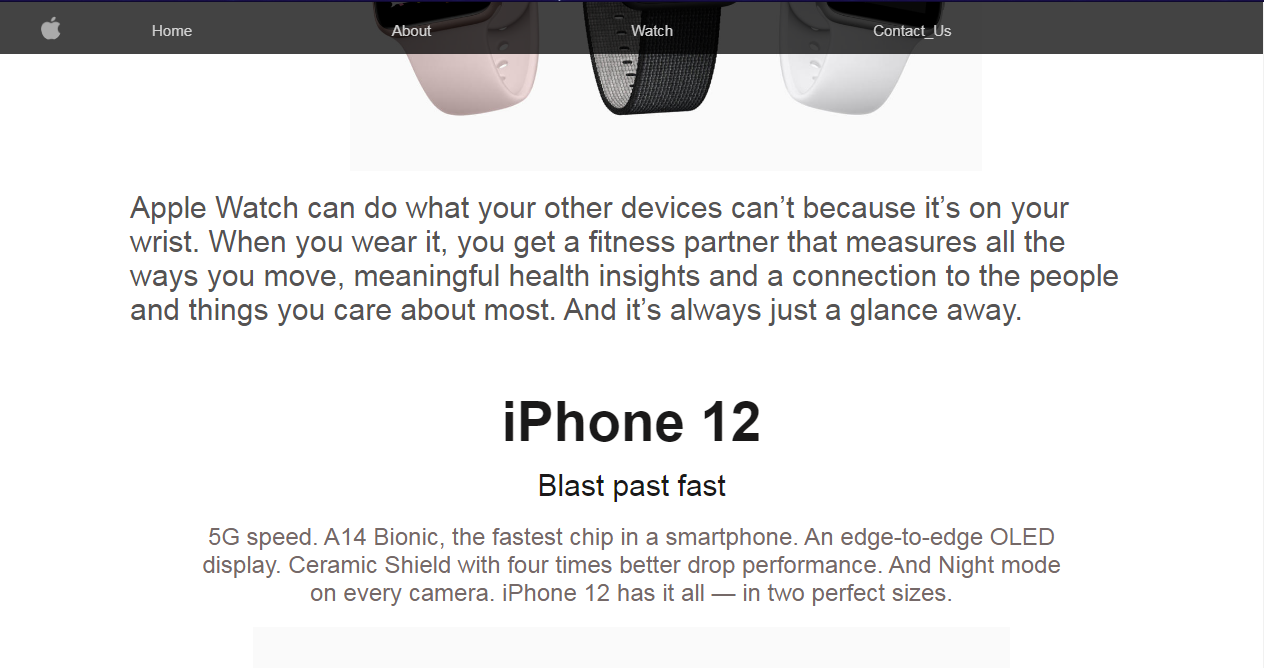 Home About Watch Contact_Us
Apple Watch can do what your other devices can’t because it’s on your
wrist. When you wear it, you get a fitness partner that measures all the
ways you move, meaningful health insights and a connection to the people
and things you care about most. And it’s always just a glance away.
iPhone 12
Blast past fast
5G speed. A14 Bionic, the fastest chip in a smartphone. An edge-to-edge OLED
display. Ceramic Shield with four times better drop performance. And Night mode
on every camera. iPhone 12 has it all — in two perfect sizes.